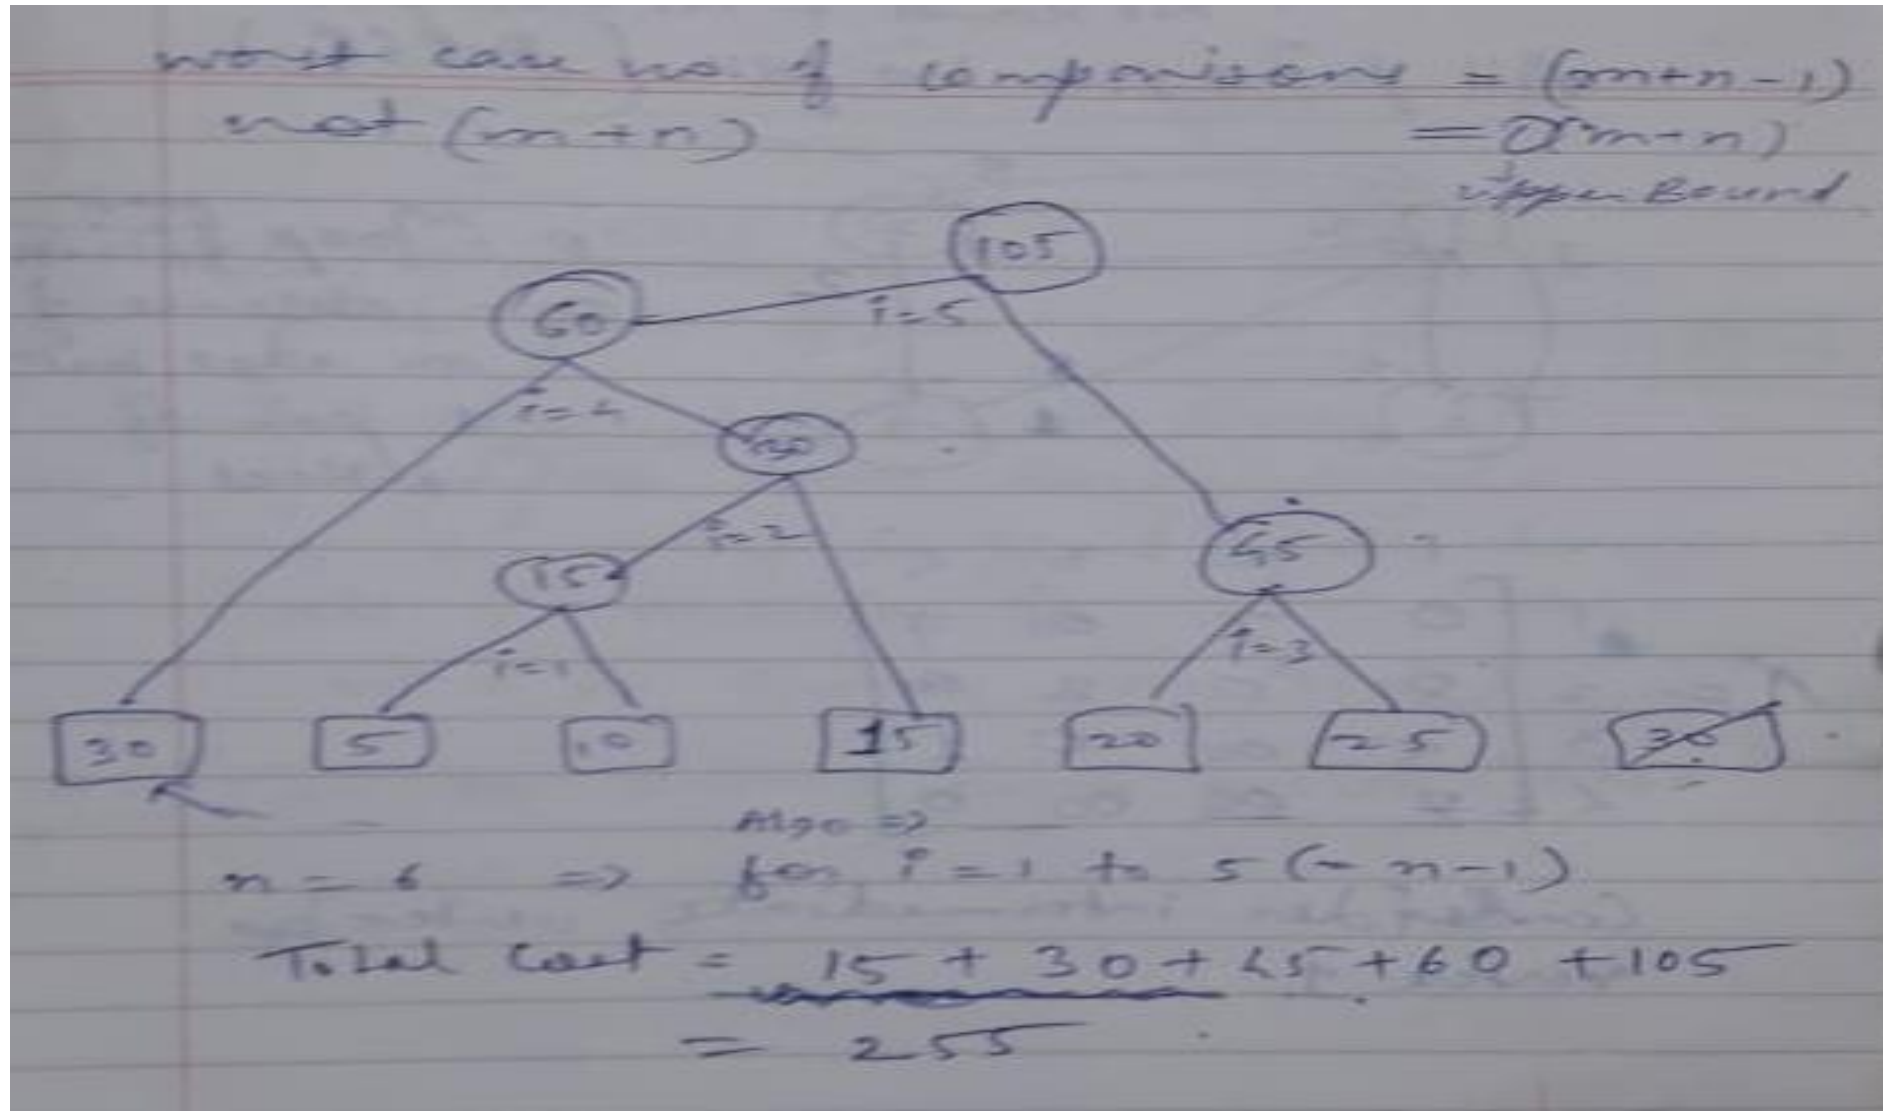 worst case no. of comparisons = (m+n-1)
not (m+n) = O(m+n)
Upper Bound
105
60 i=5
i=4
30
i=2
15 45
i=1 i=3
30 5 10 15 20 25 30
Algo =>
n = 6 => for i = 1 to 5 (= n-1)
Total Cost = 15 + 30 + 45 + 60 + 105
= 255